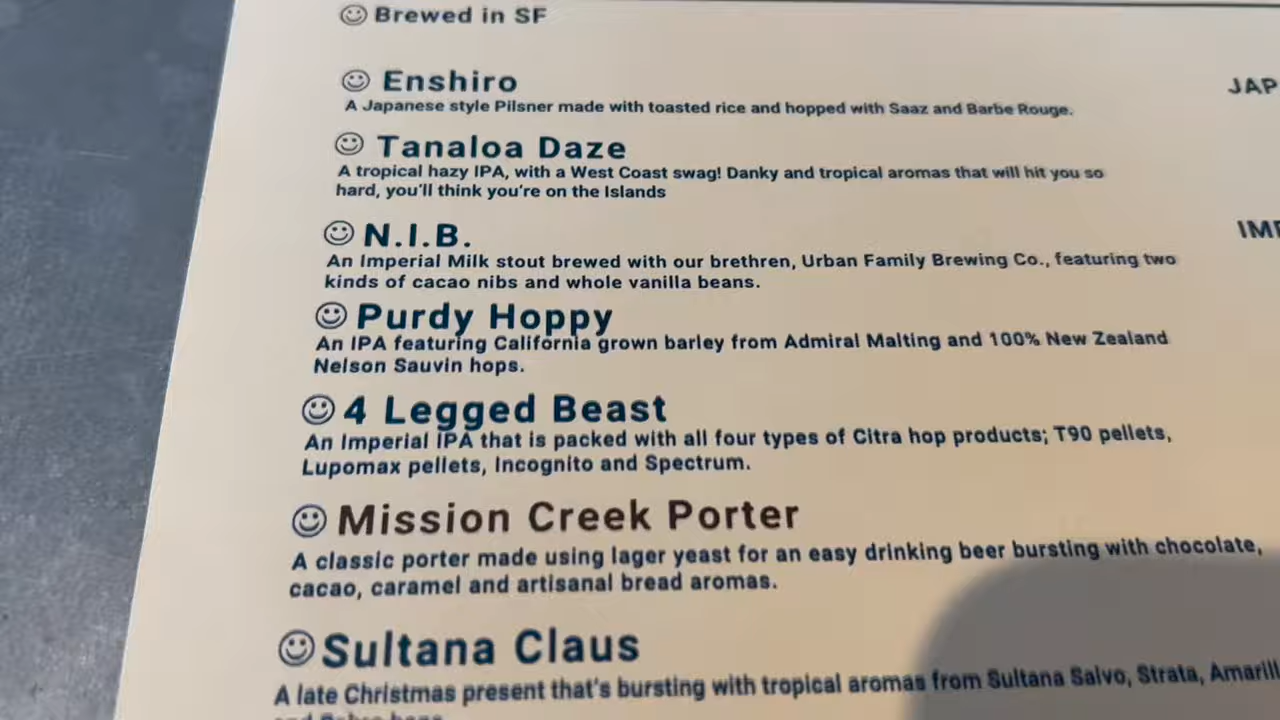 Brewed in SF
Enshiro
JAP
A Japanese style Pilsner made with toasted rice and hopped with Saaz and Barbe Rouge.
Tanaloa Daze
A tropical hazy IPA, with a West Coast swag! Danky and tropical aromas that will hit you so
hard, you'll think you're on the Islands
N.I.B.
IMP
An Imperial Milk stout brewed with our brethren, Urban Family Brewing Co., featuring two
kinds of cacao nibs and whole vanilla beans.
Purdy Hoppy
An IPA featuring California grown barley from Admiral Malting and 100% New Zealand
Nelson Sauvin hops.
4 Legged Beast
An Imperial IPA that is packed with all four types of Citra hop products; T90 pellets,
Lupomax pellets, Incognito and Spectrum.
Mission Creek Porter
A classic porter made using lager yeast for an easy drinking beer bursting with chocolate,
cacao, caramel and artisanal bread aromas.
Sultana Claus
A late Christmas present that's bursting with tropical aromas from Sultana Salvo, Strata, Amarill